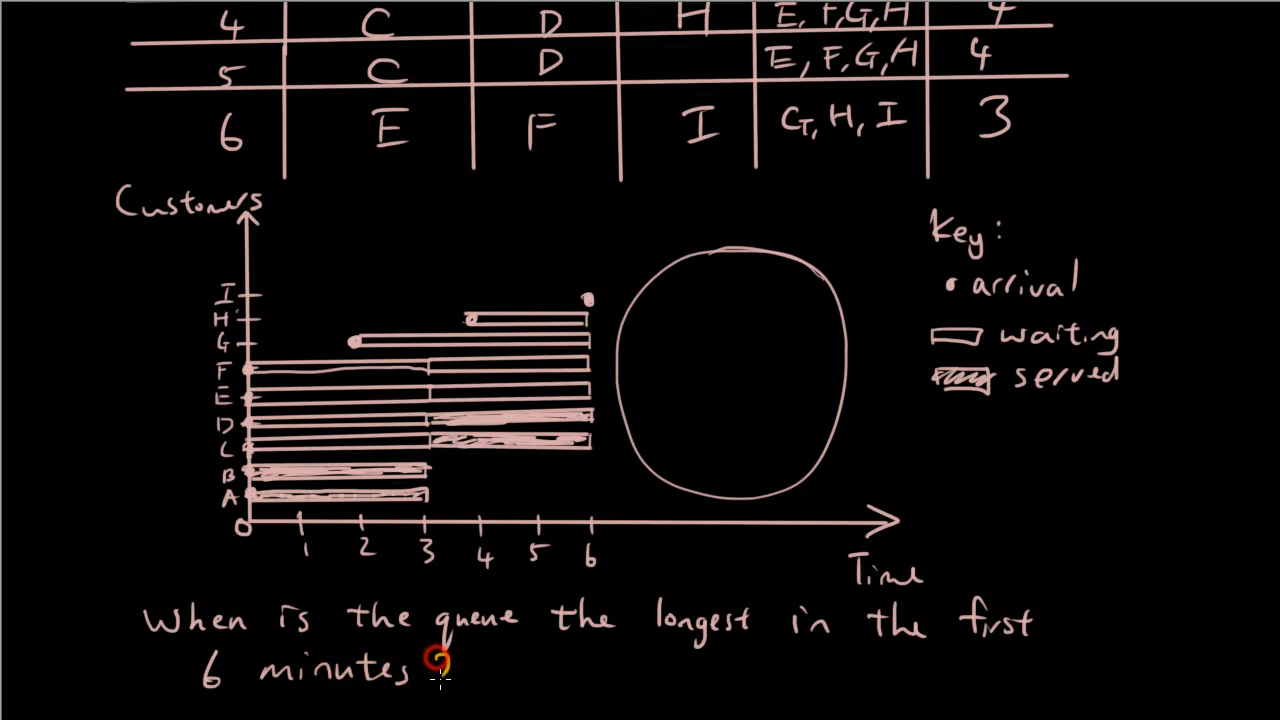 4 C D H E, F,G,H 4
5 C D E, F,G,H 4
6 E F I G, H, I 3
Customers
Key:
• arrival
waiting
served
I
H
G
F
E
D
C
B
A
0 1 2 3 4 5 6
Time
When is the queue the longest in the first
6 minutes ?